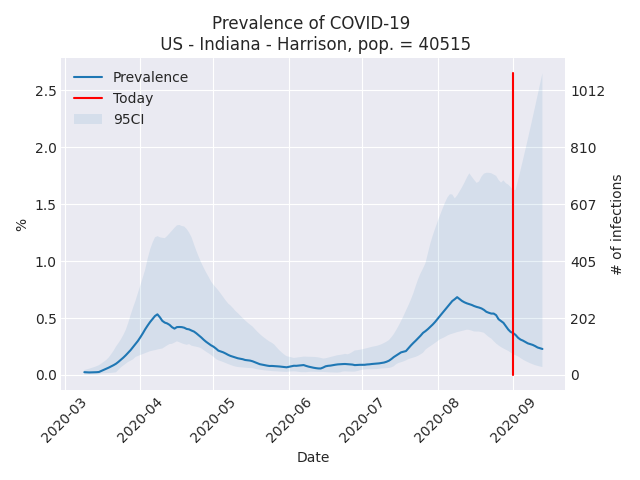 Prevalence of COVID-19
US - Indiana - Harrison, pop. = 40515
Prevalence
Today
95CI
2.5
2.0
1.5
1.0
0.5
0.0
%
1012
810
607
405
202
0
# of infections
2020-03
2020-04
2020-05
2020-06
2020-07
2020-08
2020-09
Date